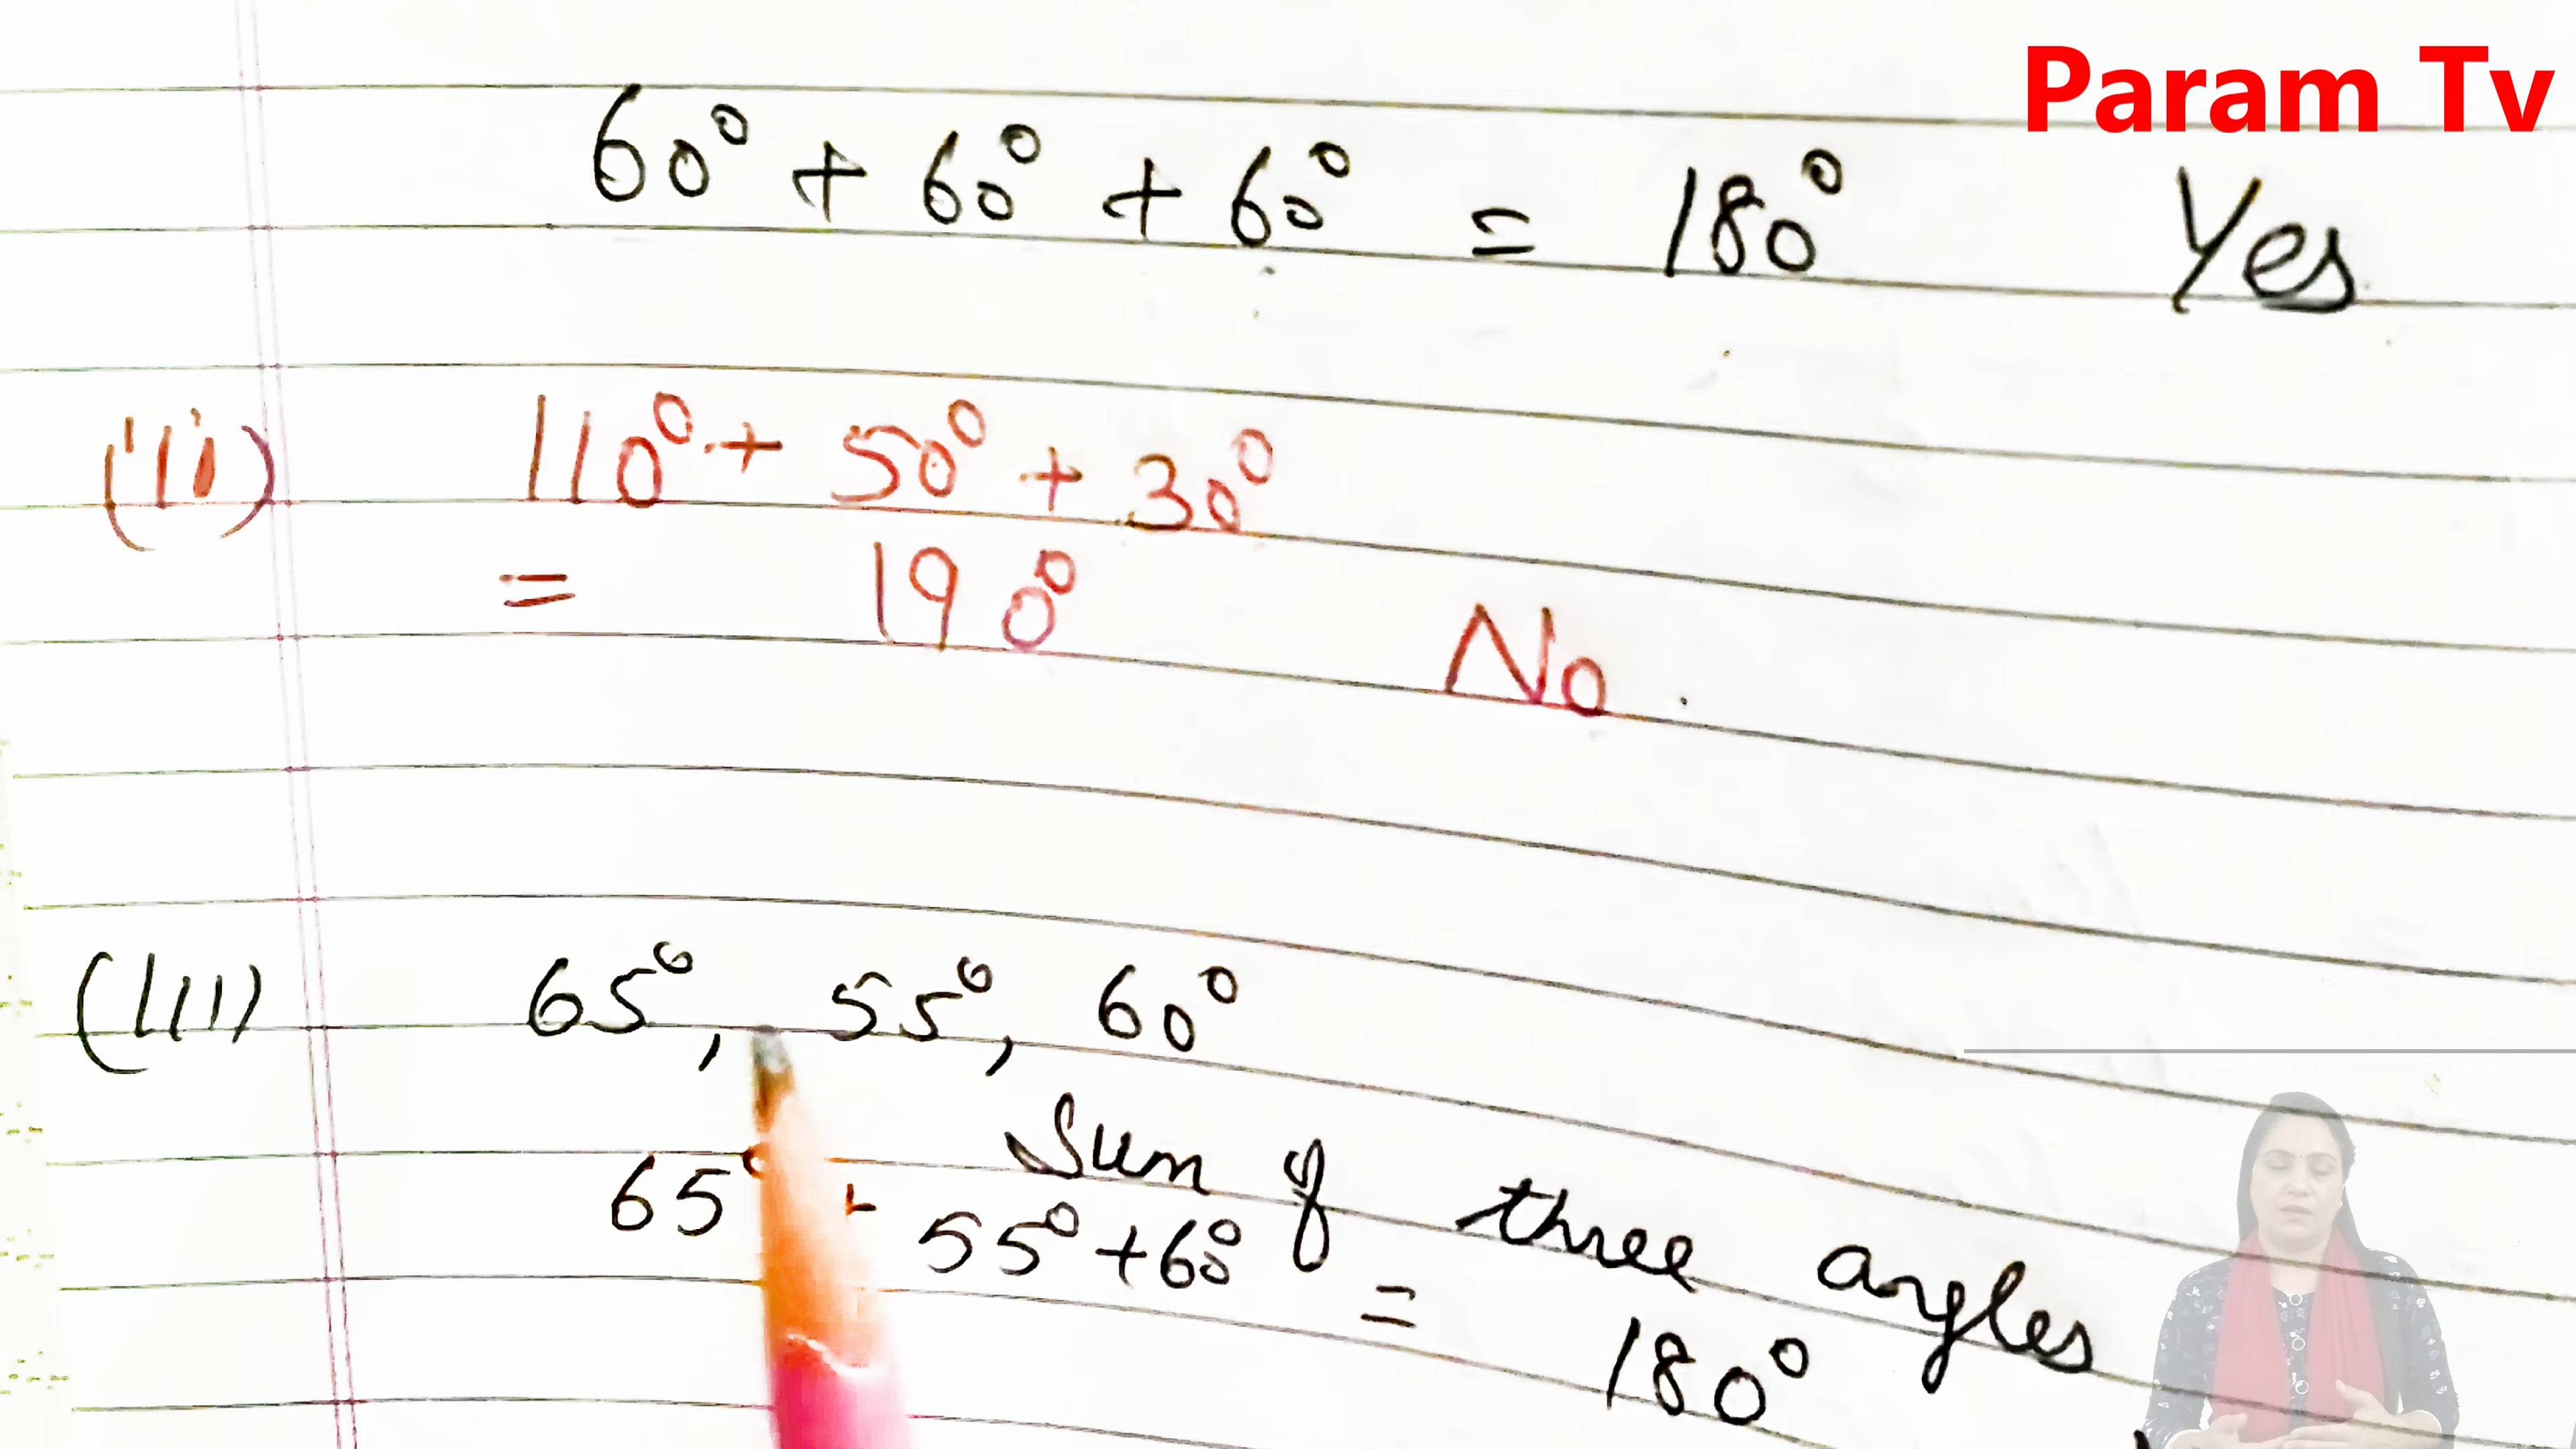 Param Tv
60° + 60° + 60° = 180° Yes
(ii) 110° + 50° + 30°
= 190° No.
(iii) 65°, 55°, 60°
Sum of three angles
65° + 55° + 60° = 180°